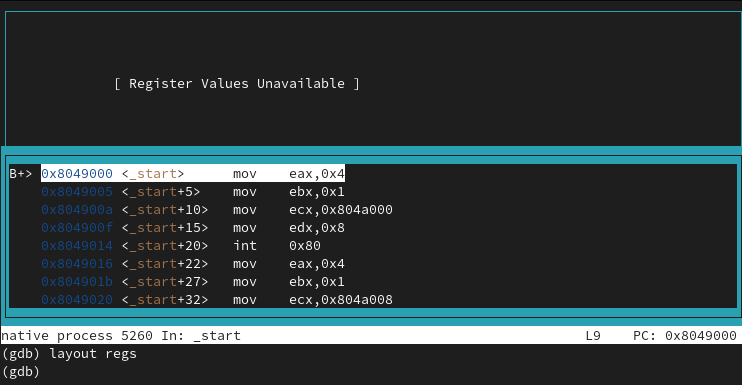 [ Register Values Unavailable ]
B+> 0x8049000 <_start> mov eax,0x4
0x8049005 <_start+5> mov ebx,0x1
0x804900a <_start+10> mov ecx,0x804a000
0x804900f <_start+15> mov edx,0x8
0x8049014 <_start+20> int 0x80
0x8049016 <_start+22> mov eax,0x4
0x804901b <_start+27> mov ebx,0x1
0x8049020 <_start+32> mov ecx,0x804a008
native process 5260 In: _start L9 PC: 0x8049000
(gdb) layout regs
(gdb)